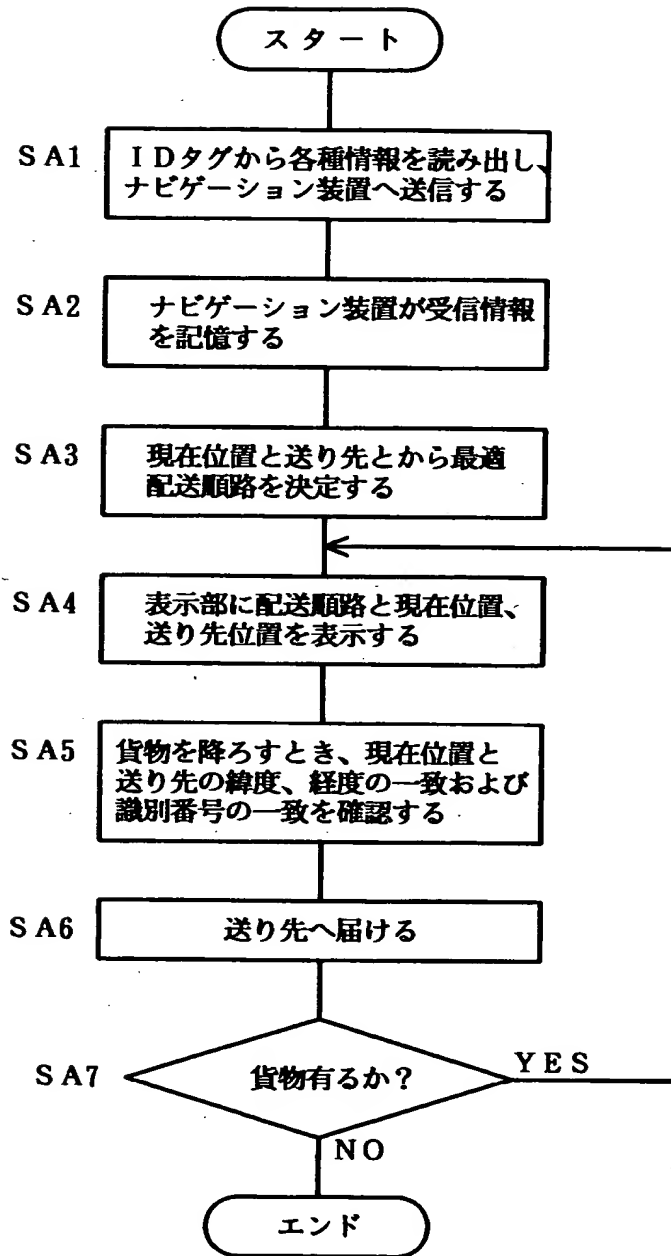 スタート
SA1
IDタグから各種情報を読み出し、
ナビゲーション装置へ送信する
SA2
ナビゲーション装置が受信情報
を記憶する
SA3
現在位置と送り先とから最適
配送順路を決定する
SA4
表示部に配送順路と現在位置、
送り先位置を表示する
SA5
貨物を降ろすとき、現在位置と
送り先の緯度、経度の一致および
識別番号の一致を確認する
SA6
送り先へ届ける
SA7
貨物有るか？
YES
NO
エンド